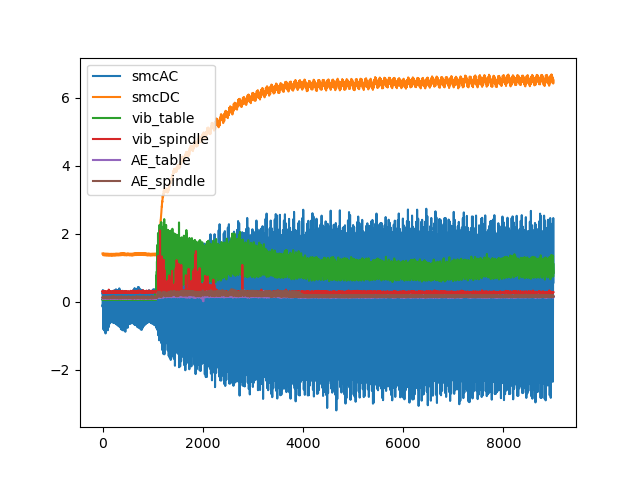 smcAC
smcDC
vib_table
vib_spindle
AE_table
AE_spindle
6
4
2
0
−2
0 2000 4000 6000 8000